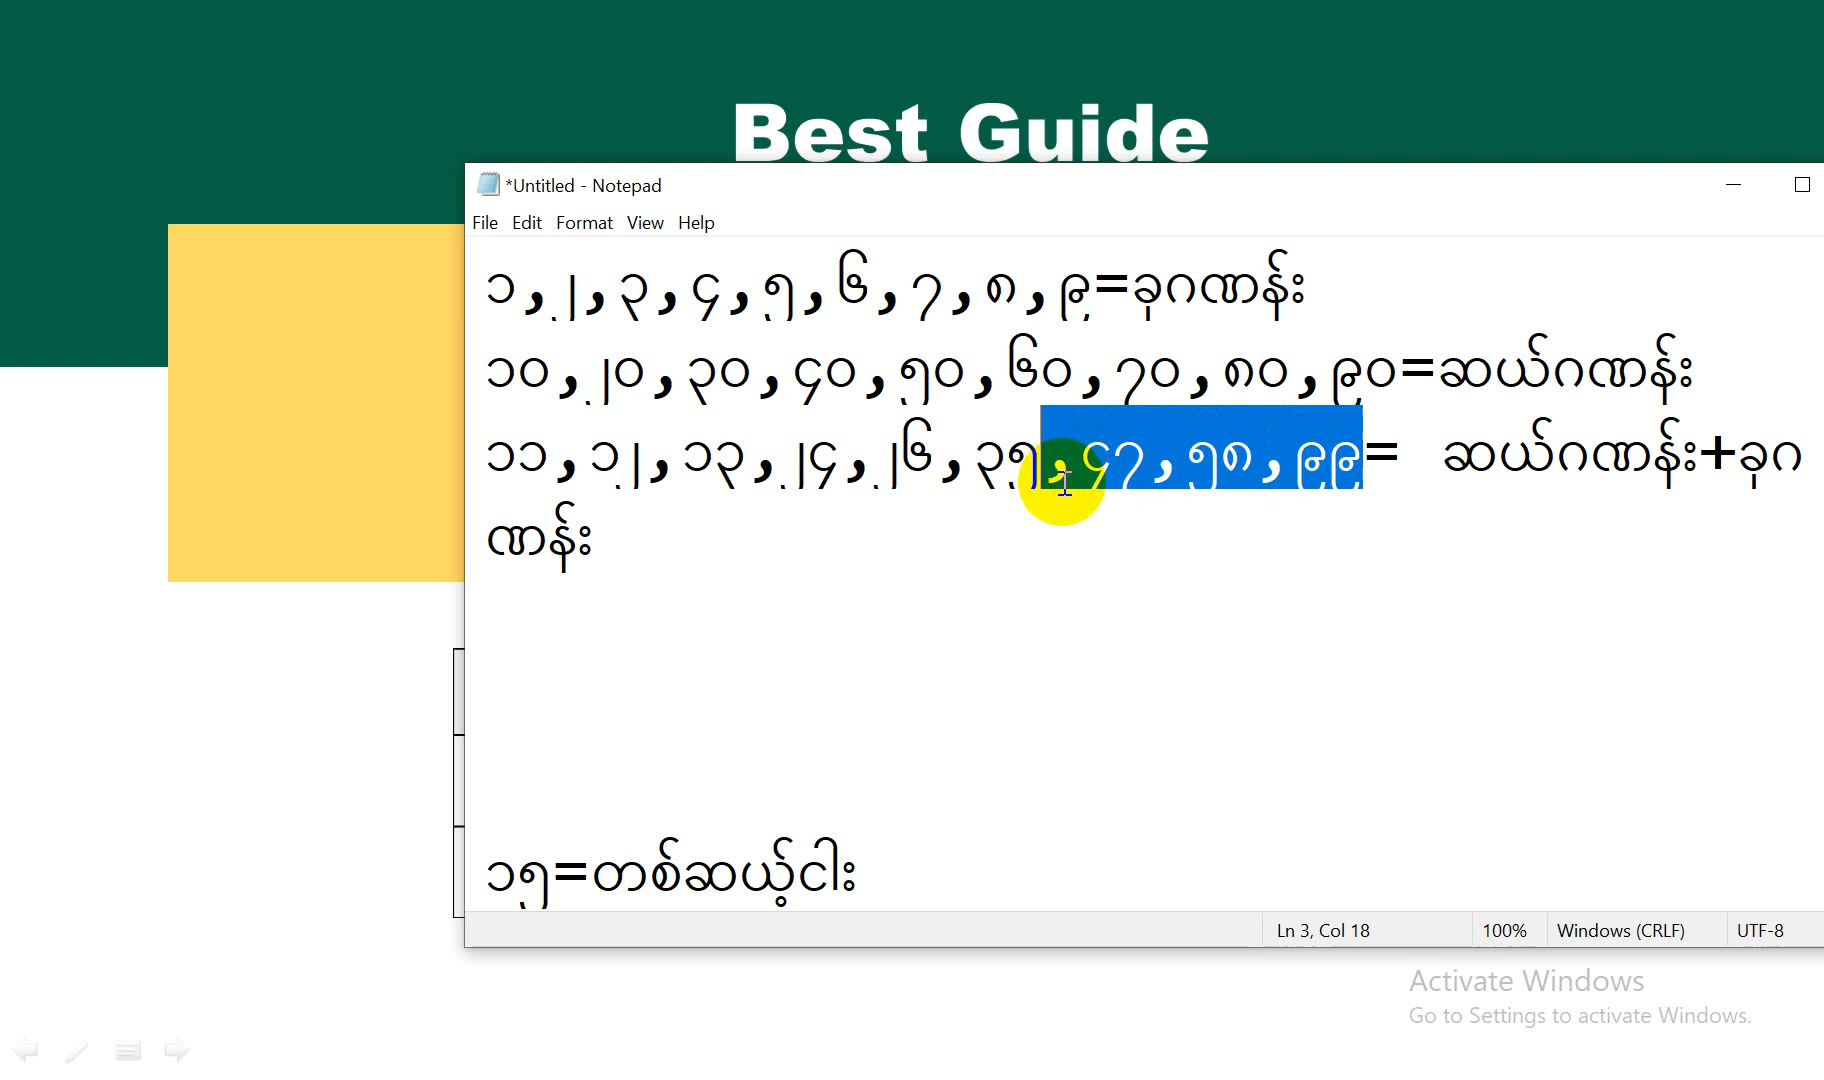 Best Guide
*Untitled - Notepad
File Edit Format View Help
၁,၂,၃,၄,၅,၆,၇,၈,၉=ခုဂဏန်း
၁၀,၂၀,၃၀,၄၀,၅၀,၆၀,၇၀,၈၀,၉၀=ဆယ်ဂဏန်း
၁၁,၁၂,၁၃,၂၄,၂၆,၃၅,၄၇,၅၈,၉၉= ဆယ်ဂဏန်း+ခုဂ
ဏန်း
၁၅=တစ်ဆယ့်ငါး
Ln 3, Col 18 100% Windows (CRLF) UTF-8
Activate Windows
Go to Settings to activate Windows.